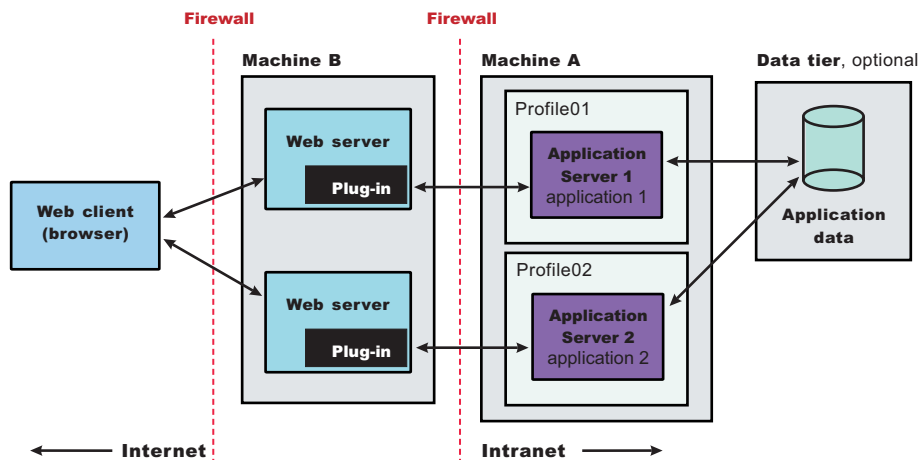 Firewall
Firewall
Machine B
Machine A
Data tier, optional
Profile01
Web server
Plug-in
Application
Server 1
application 1
Web client
(browser)
Application
data
Profile02
Web server
Plug-in
Application
Server 2
application 2
Internet
Intranet